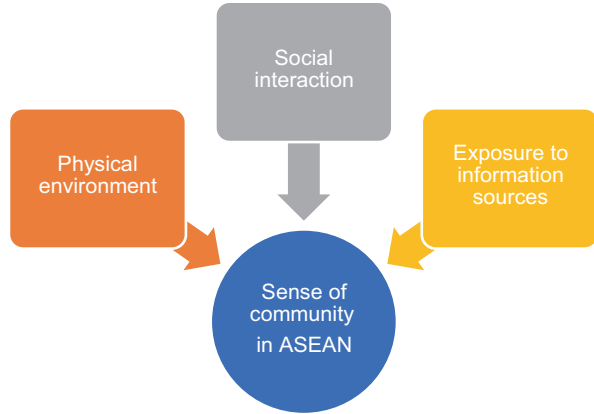 Social
interaction
Physical
environment
Exposure to
information
sources
Sense of
community
in ASEAN